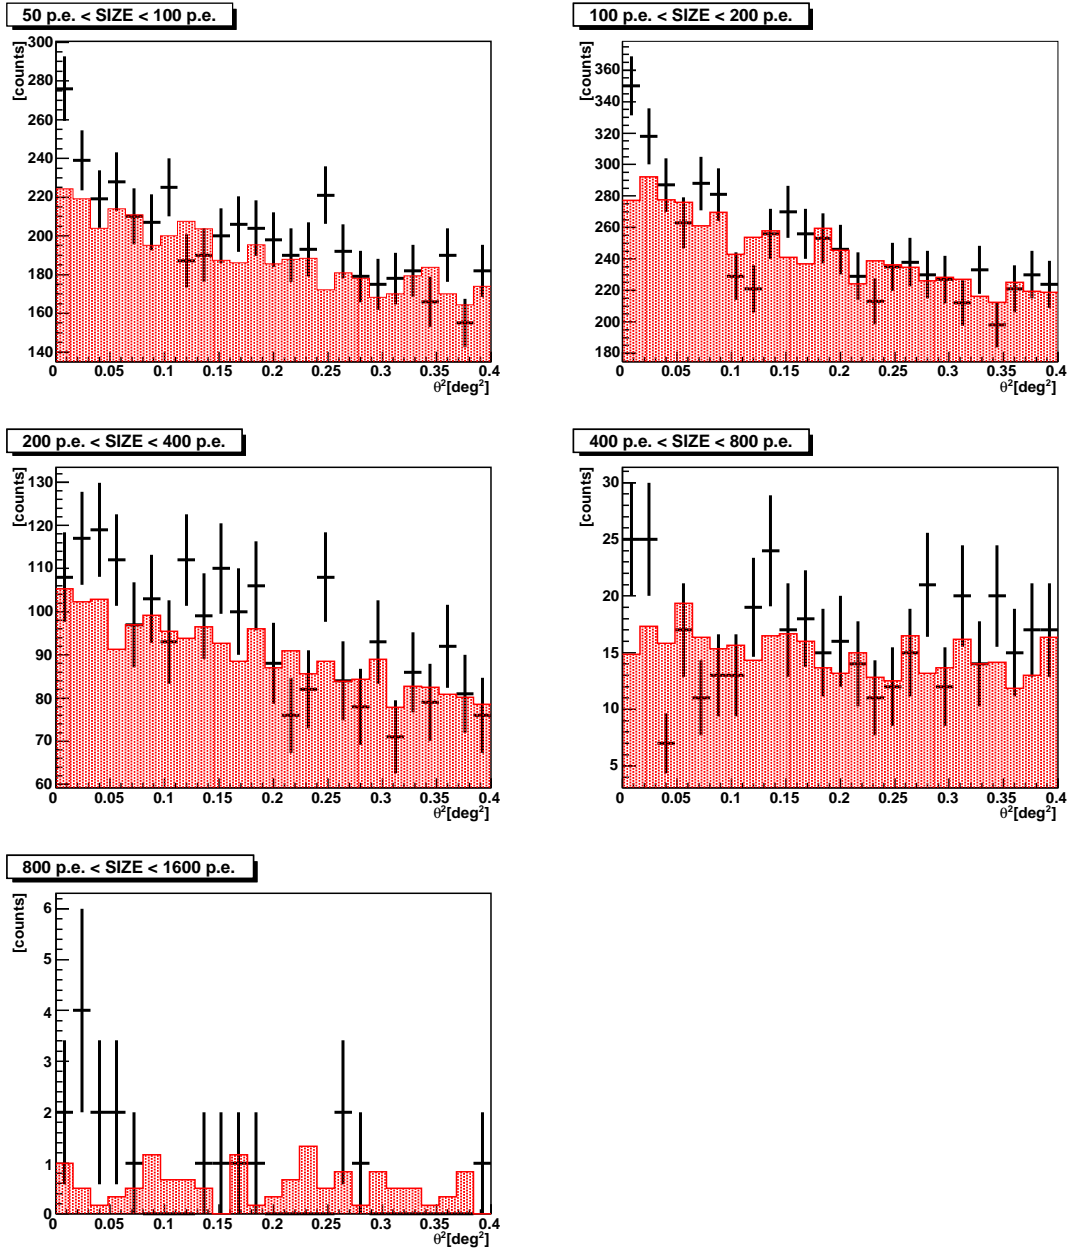 50 p.e. < SIZE < 100 p.e.
[counts]
300
280
260
240
220
200
180
160
140
0 0.05 0.1 0.15 0.2 0.25 0.3 0.35 0.4
θ²[deg²]
100 p.e. < SIZE < 200 p.e.
[counts]
360
340
320
300
280
260
240
220
200
180
0 0.05 0.1 0.15 0.2 0.25 0.3 0.35 0.4
θ²[deg²]
200 p.e. < SIZE < 400 p.e.
[counts]
130
120
110
100
90
80
70
60
0 0.05 0.1 0.15 0.2 0.25 0.3 0.35 0.4
θ²[deg²]
400 p.e. < SIZE < 800 p.e.
[counts]
30
25
20
15
10
5
0 0.05 0.1 0.15 0.2 0.25 0.3 0.35 0.4
θ²[deg²]
800 p.e. < SIZE < 1600 p.e.
[counts]
6
5
4
3
2
1
0
0 0.05 0.1 0.15 0.2 0.25 0.3 0.35 0.4
θ²[deg²]